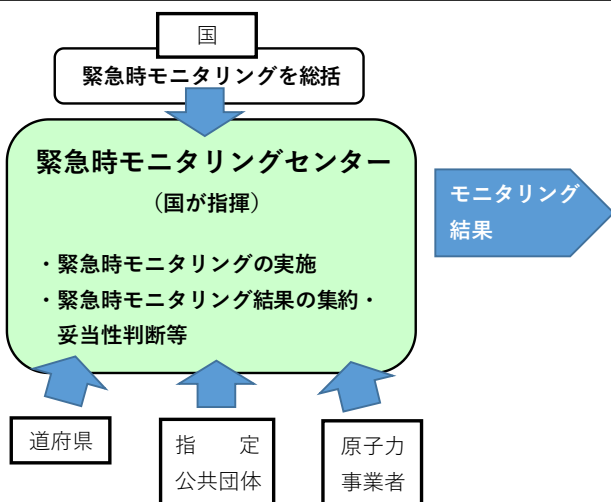 国
緊急時モニタリングを総括
緊急時モニタリングセンター
（国が指揮）
・緊急時モニタリングの実施
・緊急時モニタリング結果の集約・
妥当性判断等
モニタリング
結果
道府県
指　定
公共団体
原子力
事業者